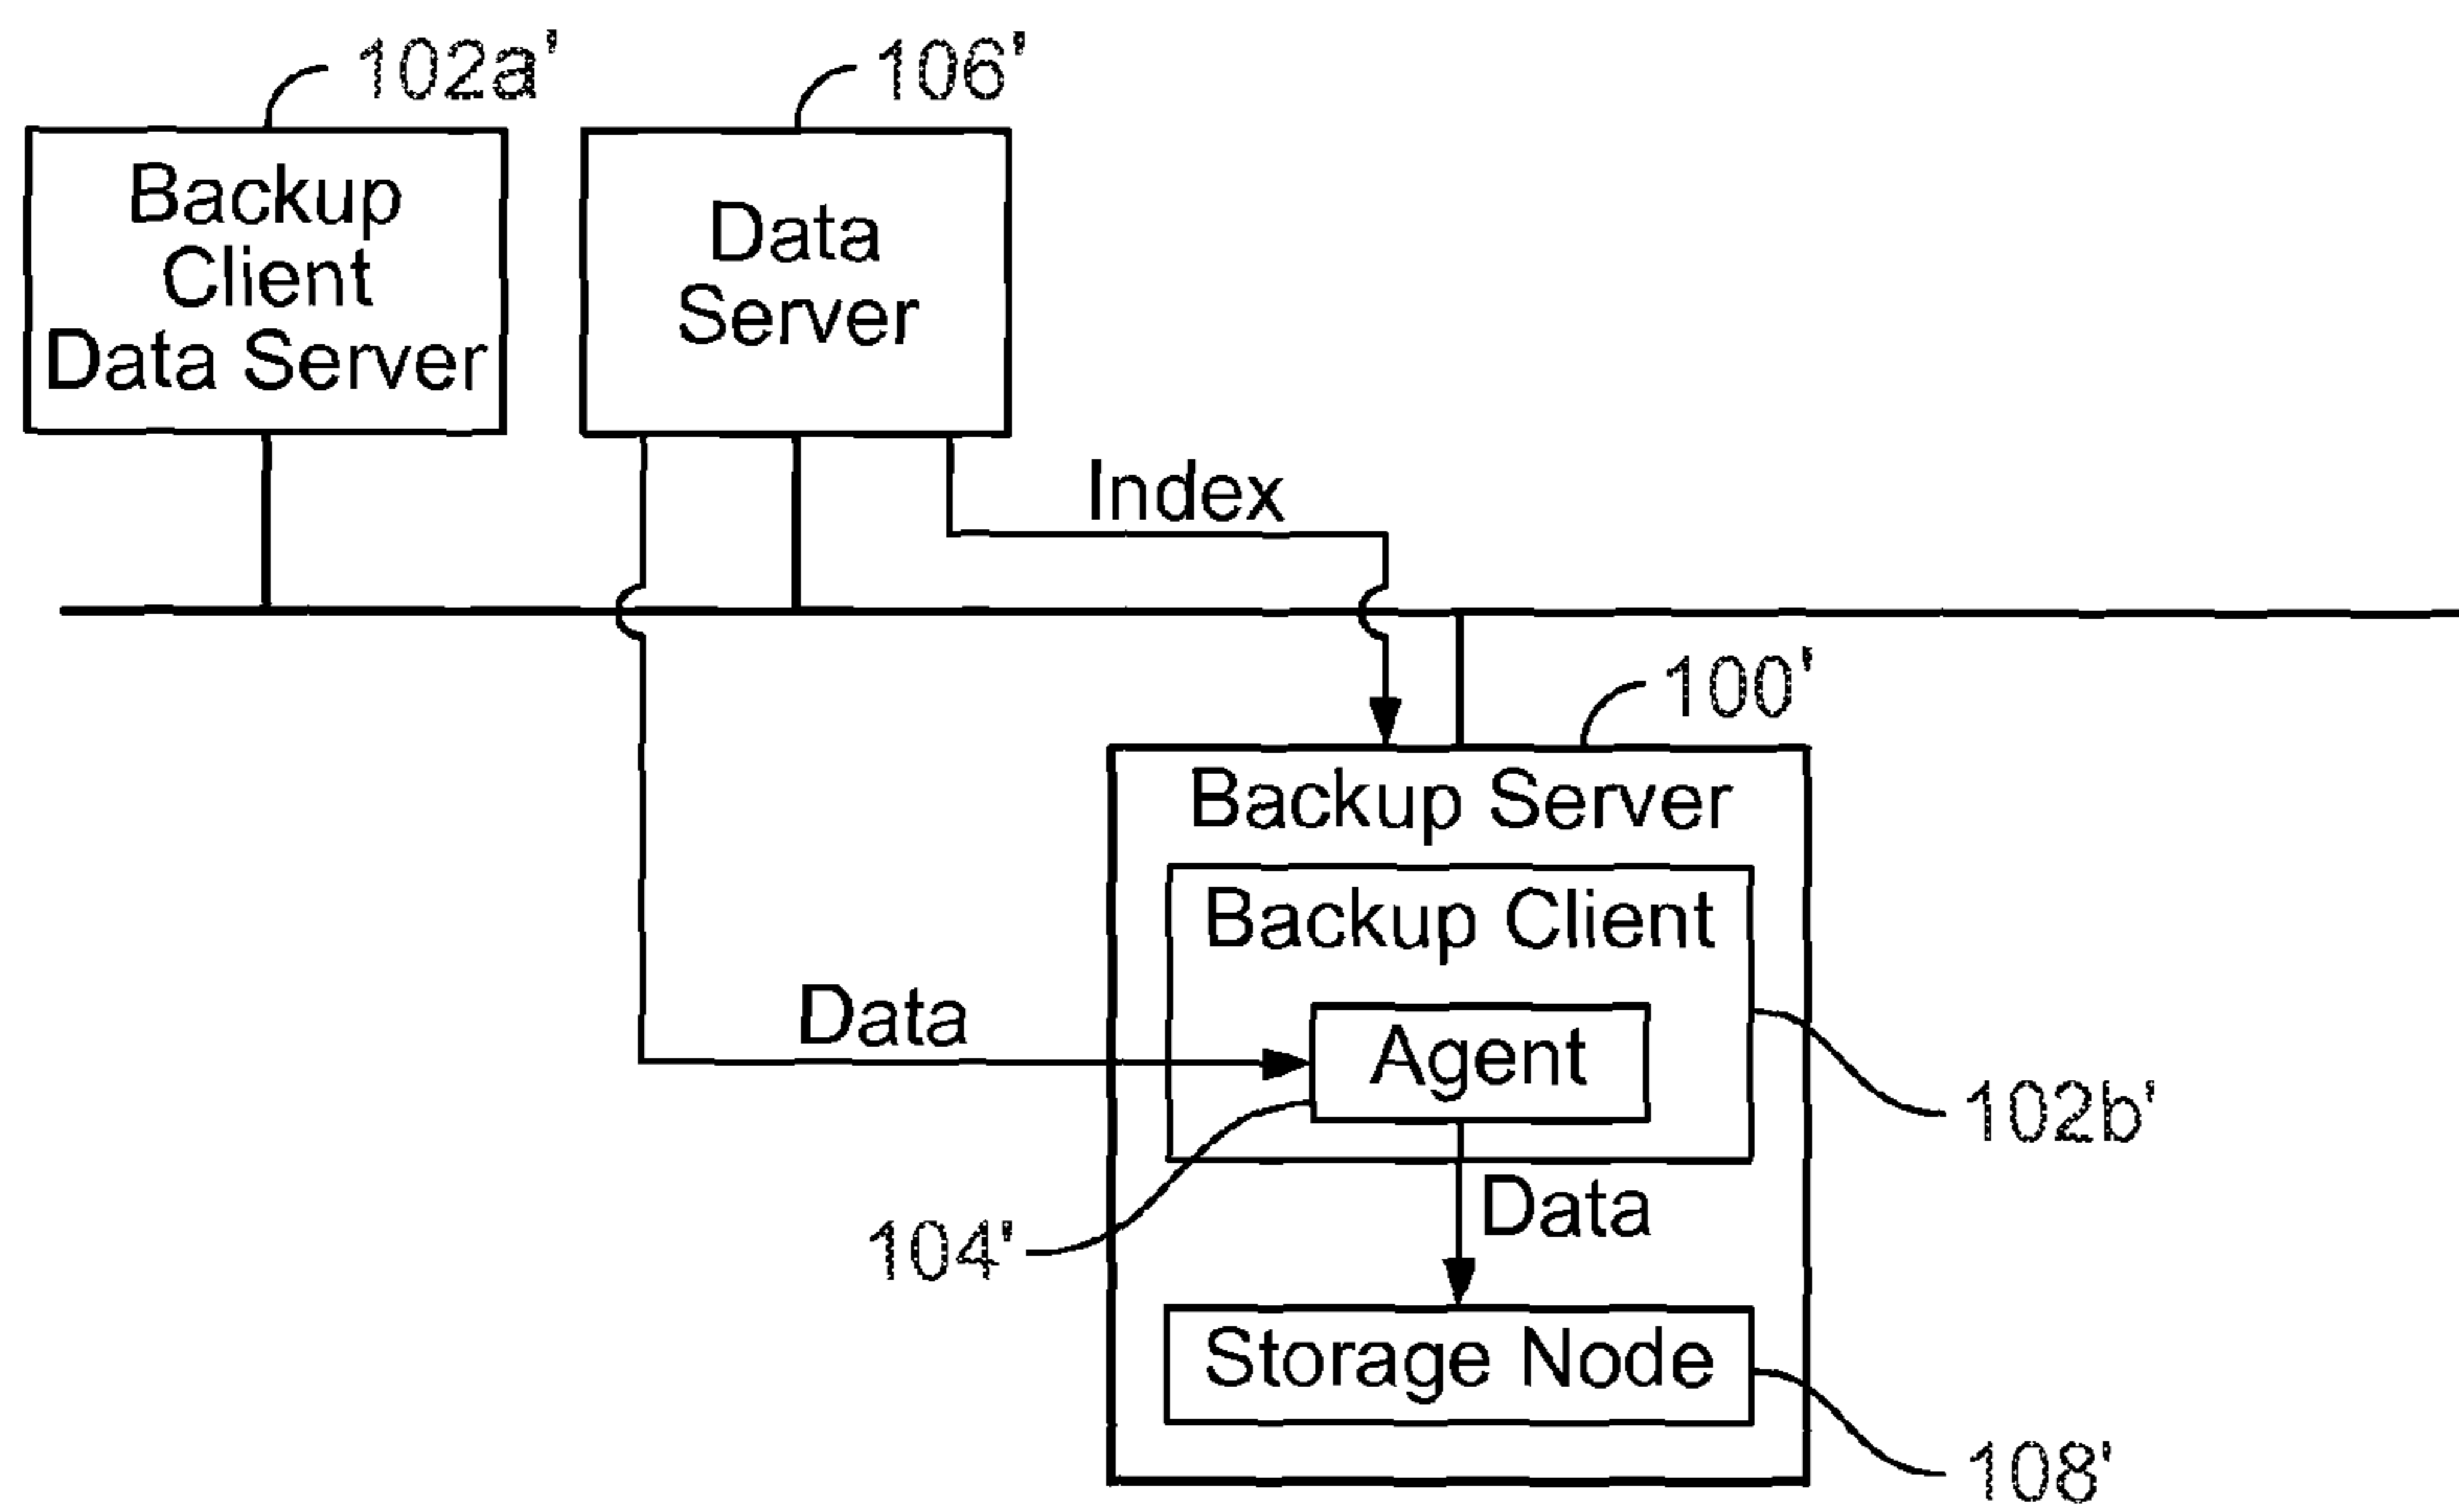 102a'
106'
Backup
Client
Data Server
Data
Server
Index
100'
Backup Server
Backup Client
Data
Agent
102b'
104'
Data
Storage Node
108'